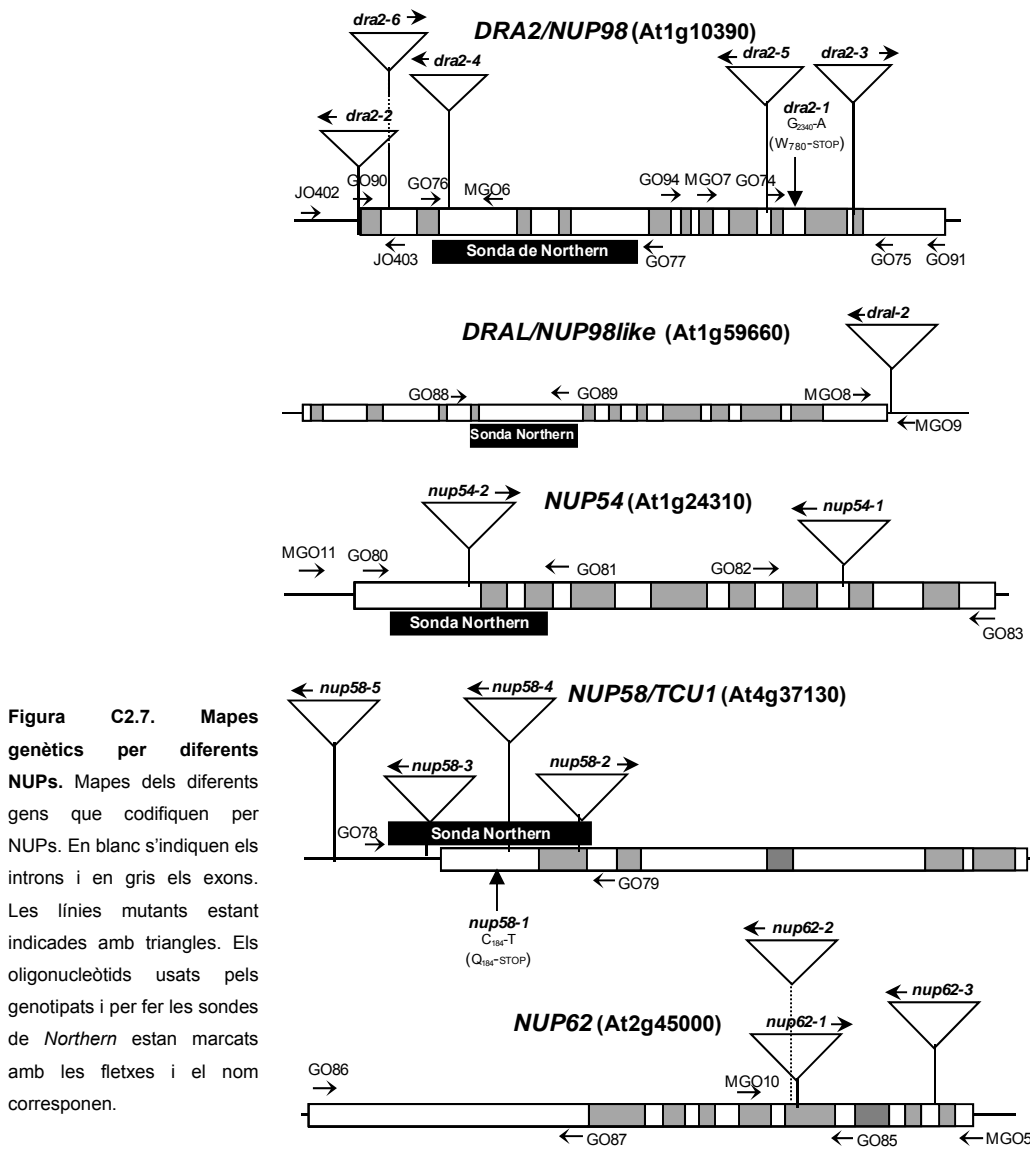 dra2-6
DRA2/NUP98 (At1g10390)
dra2-4
dra2-5
dra2-3
dra2-2
dra2-1
G2340-A
(W780-STOP)
JO402
GO90
GO76
MGO6
GO94
MGO7
GO74
JO403
Sonda de Northern
GO77
GO75
GO91
dral-2
DRAL/NUP98like (At1g59660)
GO88
GO89
MGO8
MGO9
Sonda Northern
nup54-2
NUP54 (At1g24310)
nup54-1
MGO11
GO80
GO81
GO82
Sonda Northern
GO83
nup58-5
nup58-4
NUP58/TCU1 (At4g37130)
nup58-3
nup58-2
GO78
Sonda Northern
GO79
nup58-1
C184-T
(Q184-STOP)
nup62-2
nup62-3
NUP62 (At2g45000)
nup62-1
GO86
MGO10
GO87
GO85
MGO5
Figura C2.7. Mapes
genètics per diferents
NUPs. Mapes dels diferents
gens que codifiquen per
NUPs. En blanc s’indiquen els
introns i en gris els exons.
Les línies mutants estant
indicades amb triangles. Els
oligonucleòtids usats pels
genotipats i per fer les sondes
de Northern estan marcats
amb les fletxes i el nom
corresponen.